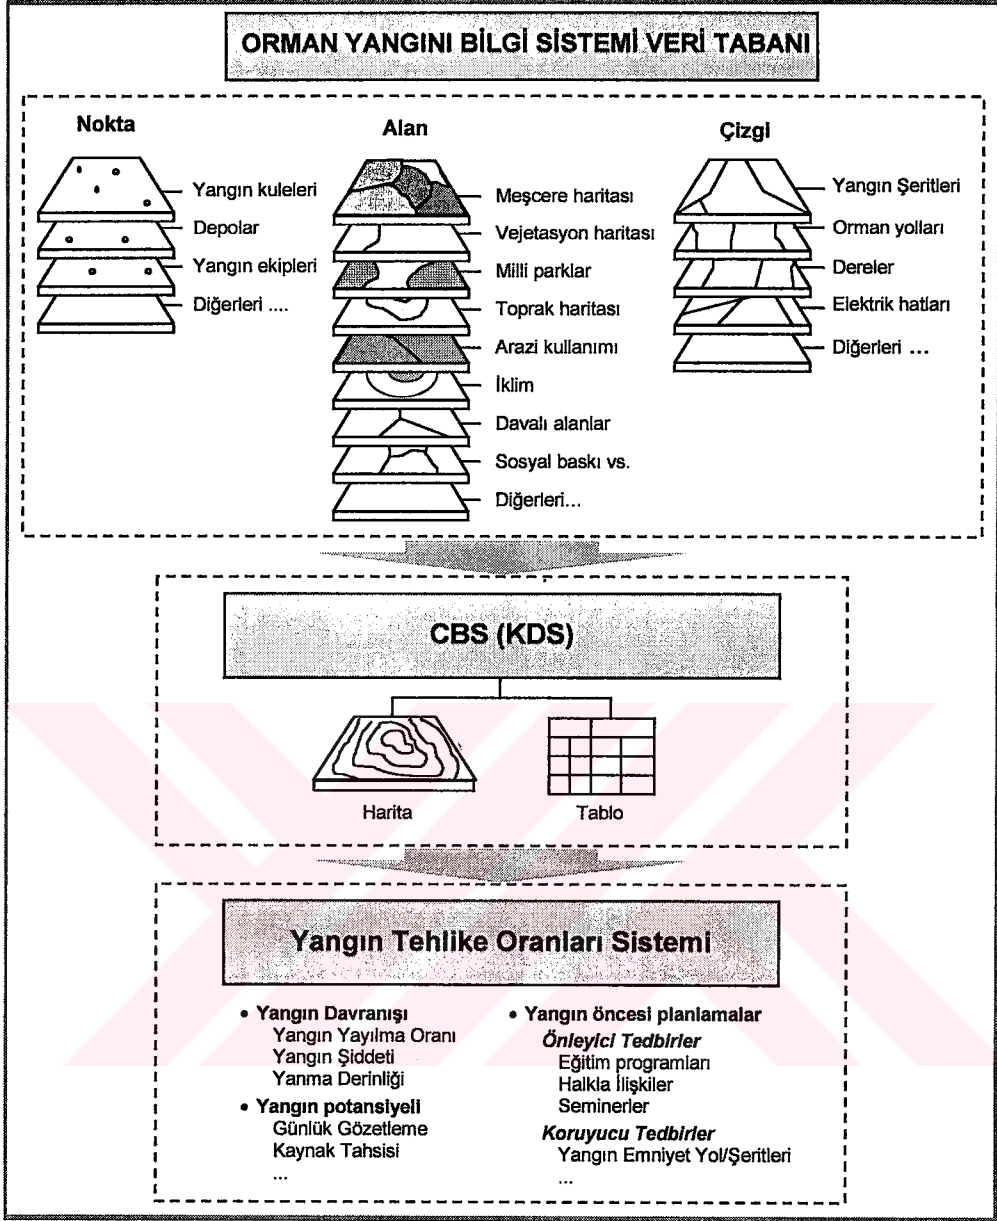 ORMAN YANGINI BİLGİ SİSTEMİ VERİ TABANI
Nokta
Yangın kuleleri
Depolar
Yangın ekipleri
Diğerleri ....
Alan
Meşcere haritası
Vejetasyon haritası
Milli parklar
Toprak haritası
Arazi kullanımı
İklim
Davalı alanlar
Sosyal baskı vs.
Diğerleri...
Çizgi
Yangın Şeritleri
Orman yolları
Dereler
Elektrik hatları
Diğerleri ...
CBS (KDS)
Harita
Tablo
Yangın Tehlike Oranları Sistemi
• Yangın Davranışı
Yangın Yayılma Oranı
Yangın Şiddeti
Yanma Derinliği
• Yangın potansiyeli
Günlük Gözetleme
Kaynak Tahsisi
...
• Yangın öncesi planlamalar
Önleyici Tedbirler
Eğitim programları
Halkla İlişkiler
Seminerler
Koruyucu Tedbirler
Yangın Emniyet Yol/Şeritleri
...